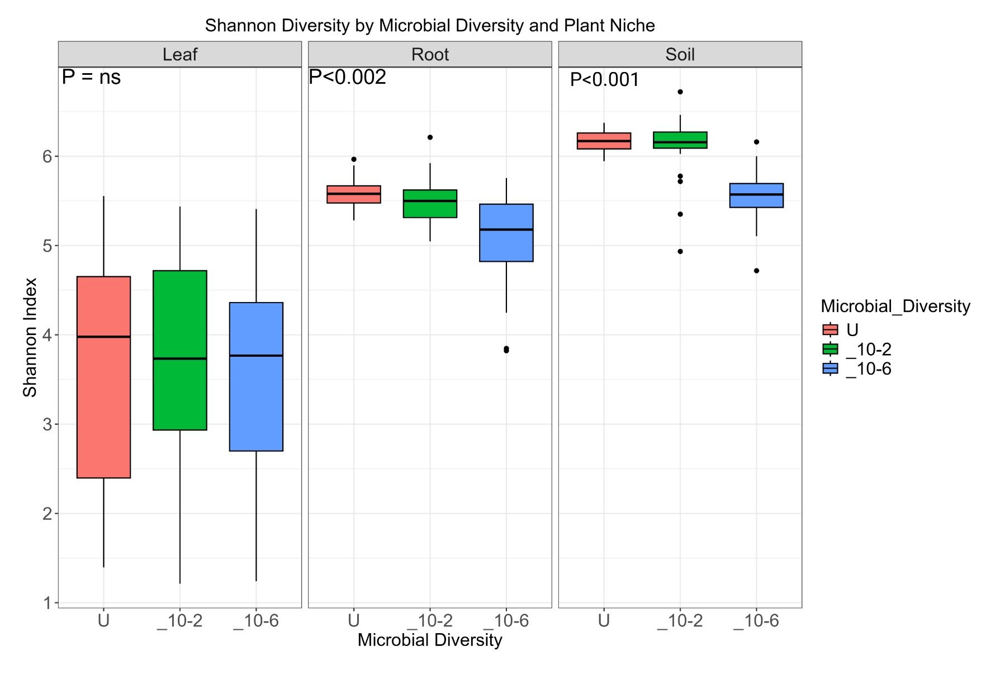 Shannon Diversity by Microbial Diversity and Plant Niche
Leaf
Root
Soil
P = ns
P<0.002
P<0.001
Shannon Index
6
5
4
3
2
1
U
_10-2
_10-6
U
_10-2
_10-6
U
_10-2
_10-6
Microbial Diversity
Microbial_Diversity
U
_10-2
_10-6